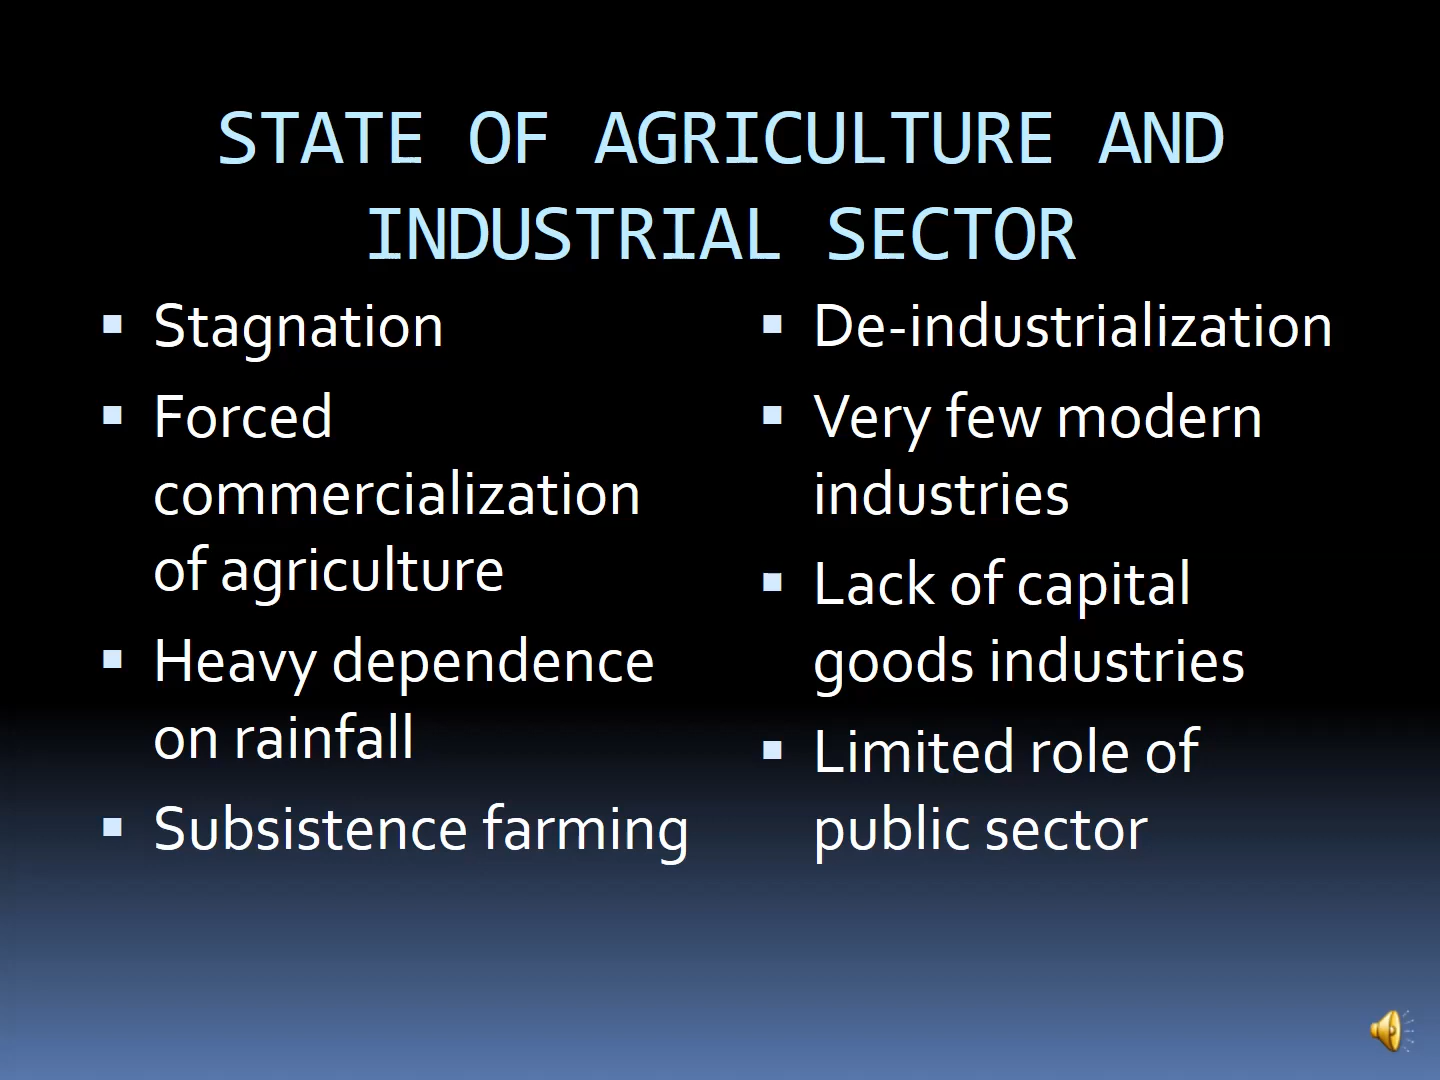 STATE OF AGRICULTURE AND
INDUSTRIAL SECTOR
Stagnation
Forced
commercialization
of agriculture
Heavy dependence
on rainfall
Subsistence farming
De-industrialization
Very few modern
industries
Lack of capital
goods industries
Limited role of
public sector